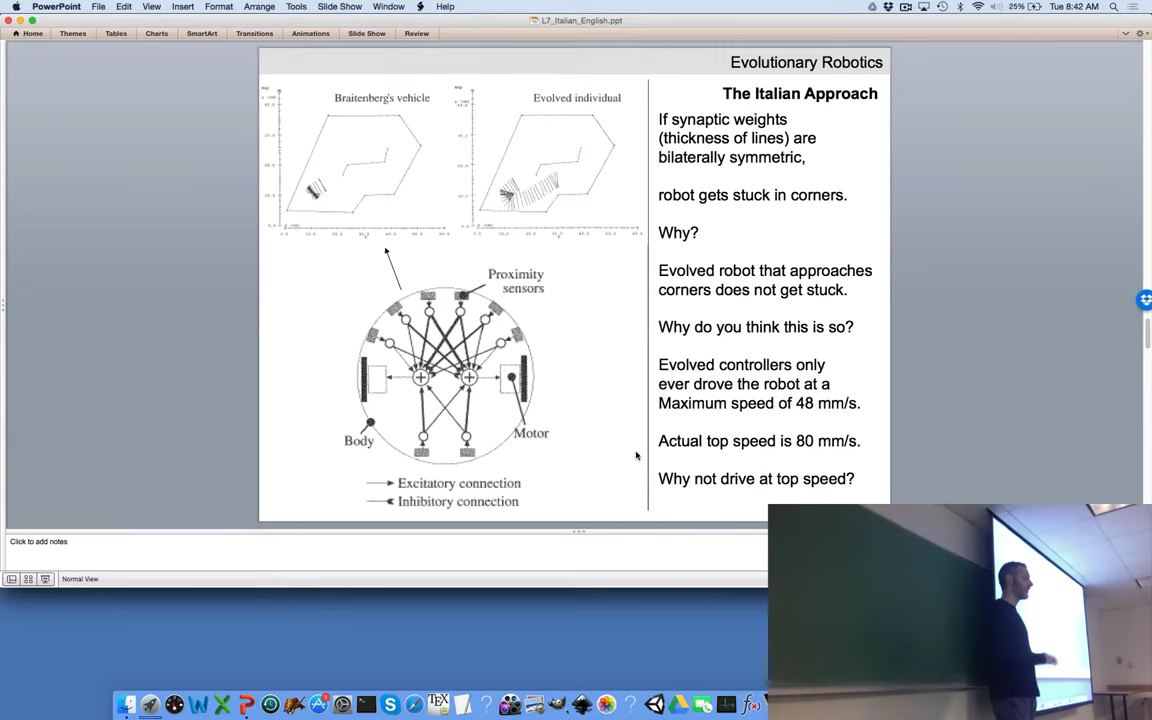 PowerPoint File Edit View Insert Format Arrange Tools Slide Show Window Help
25% Tue 8:42 AM
L7_Italian_English.ppt
Home Themes Tables Charts SmartArt Transitions Animations Slide Show Review
Evolutionary Robotics
Braitenberg's vehicle
Evolved individual
Proximity
sensors
Body
Motor
Excitatory connection
Inhibitory connection
The Italian Approach
If synaptic weights
(thickness of lines) are
bilaterally symmetric,
robot gets stuck in corners.
Why?
Evolved robot that approaches
corners does not get stuck.
Why do you think this is so?
Evolved controllers only
ever drove the robot at a
Maximum speed of 48 mm/s.
Actual top speed is 80 mm/s.
Why not drive at top speed?
Click to add notes
Normal View